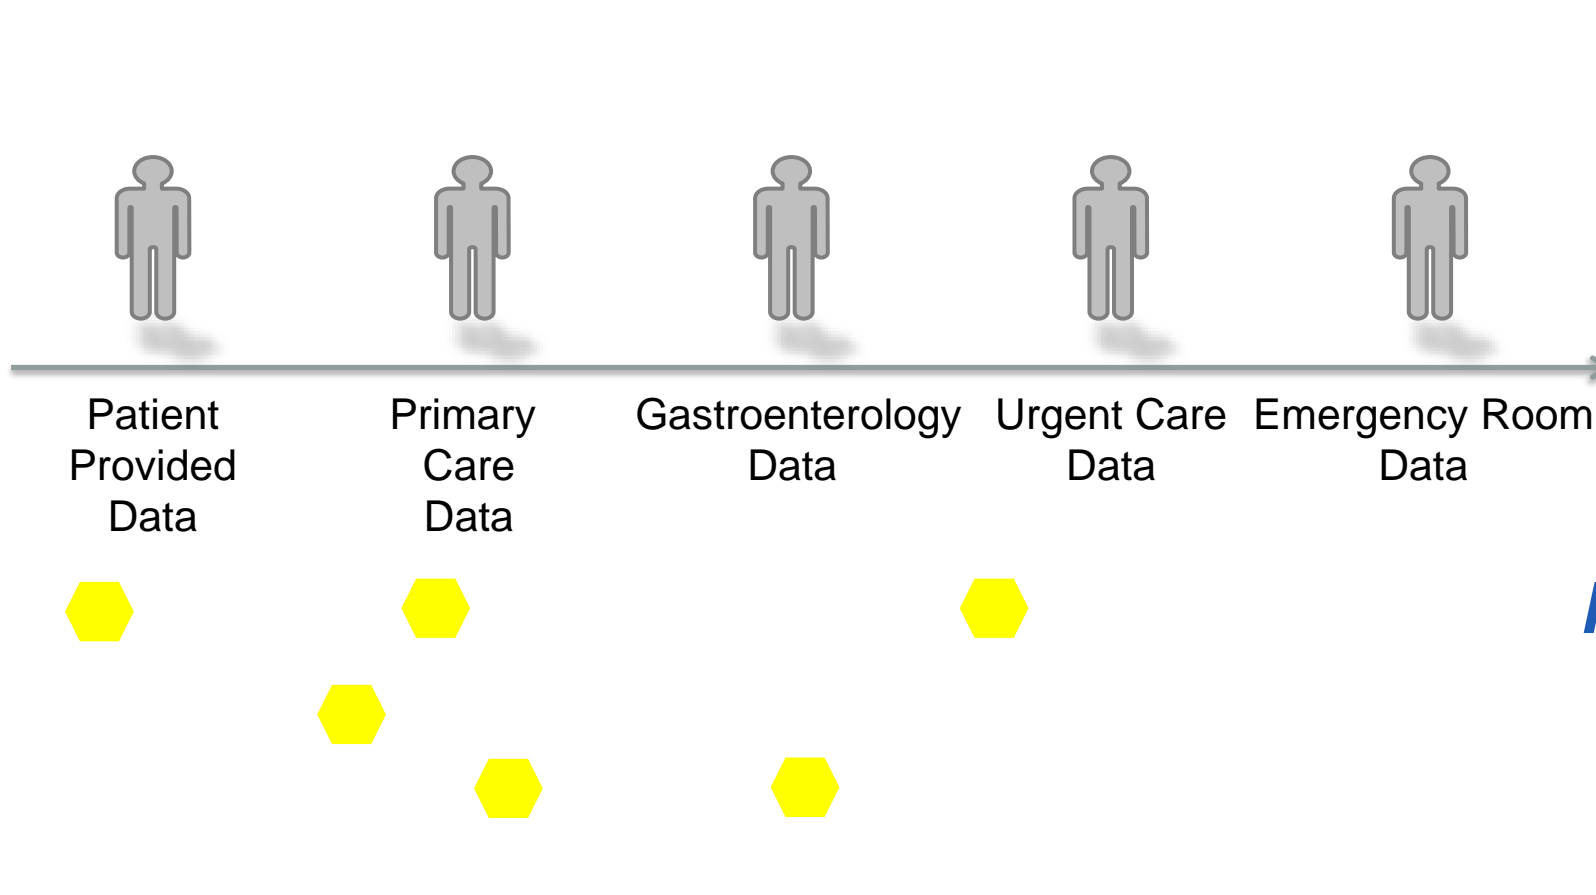 Patient
Provided
Data
Primary
Care
Data
Gastroenterology
Data
Urgent Care
Data
Emergency Room
Data